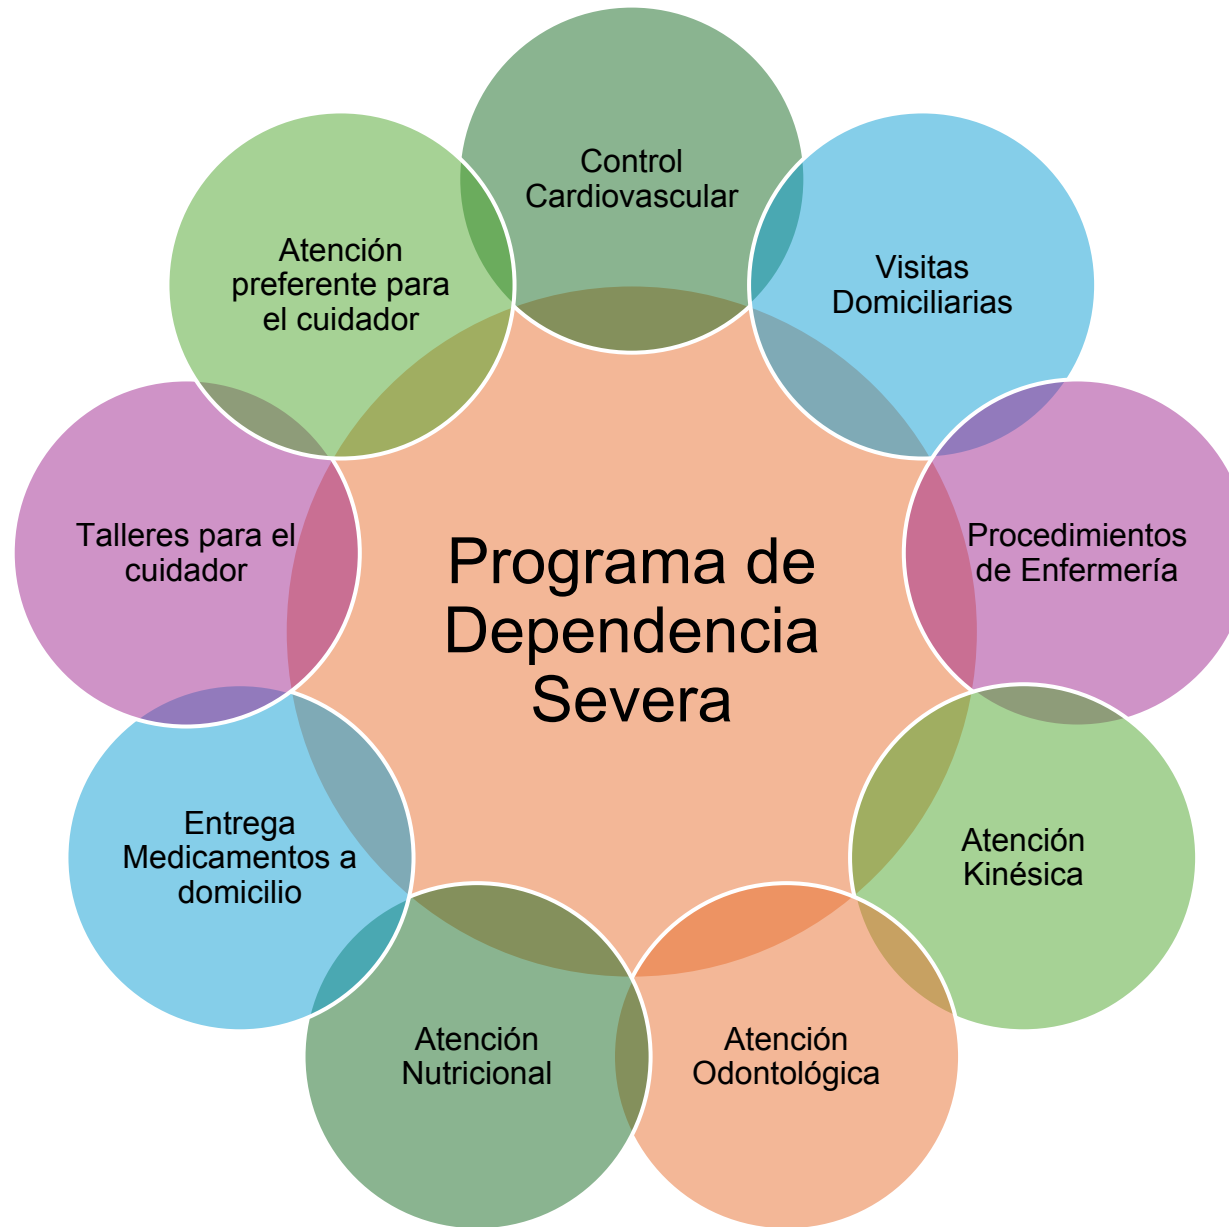 Control
Cardiovascular
Visitas
Domiciliarias
Procedimientos
de Enfermería
Atención
Kinésica
Atención
Odontológica
Atención
Nutricional
Entrega
Medicamentos a
domicilio
Talleres para el
cuidador
Atención
preferente para
el cuidador
Programa de
Dependencia
Severa